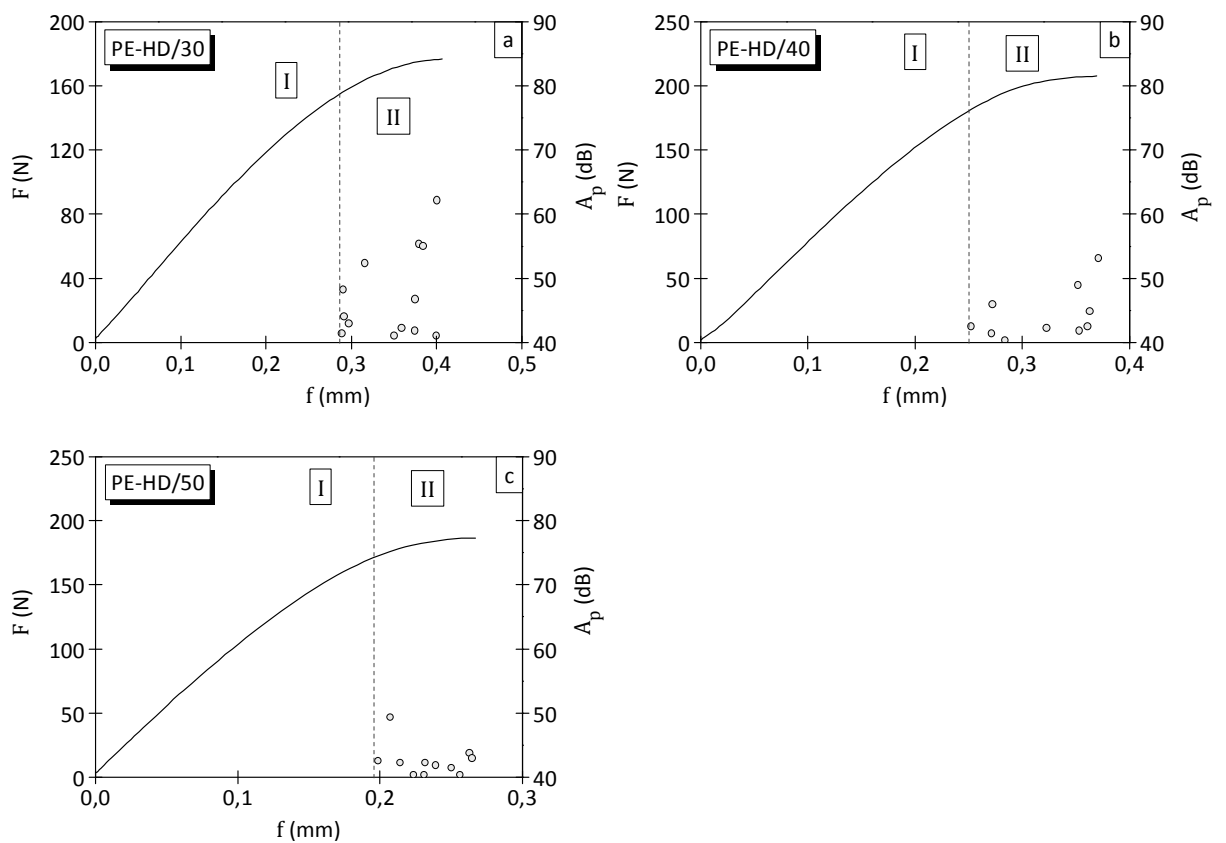 PE-HD/30
a
I
II
F (N)
200
160
120
80
40
0
90
80
70
60
50
40
A_p (dB)
0,0 0,1 0,2 0,3 0,4 0,5
f (mm)
PE-HD/40
b
I
II
F (N)
250
200
150
100
50
0
90
80
70
60
50
40
A_p (dB)
0,0 0,1 0,2 0,3 0,4
f (mm)
PE-HD/50
c
I
II
F (N)
250
200
150
100
50
0
90
80
70
60
50
40
A_p (dB)
0,0 0,1 0,2 0,3
f (mm)